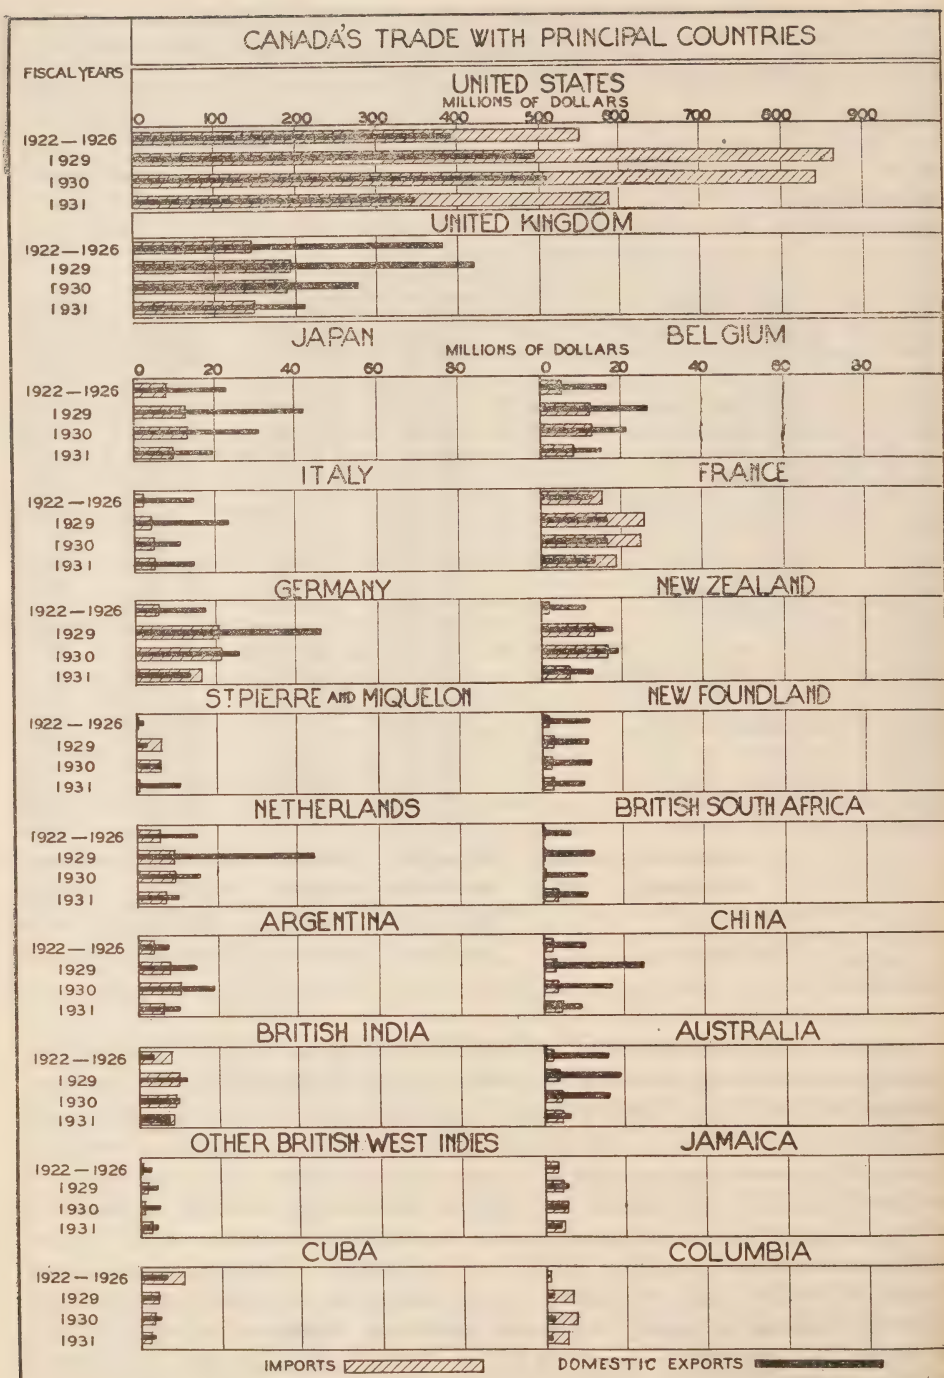 CANADA'S TRADE WITH PRINCIPAL COUNTRIES
FISCAL YEARS
UNITED STATES
MILLIONS OF DOLLARS
0 100 200 300 400 500 600 700 800 900
1922—1926
1929
1930
1931
UNITED KINGDOM
1922—1926
1929
1930
1931
JAPAN MILLIONS OF DOLLARS BELGIUM
0 20 40 60 80 0 20 40 60 80
1922—1926
1929
1930
1931
ITALY FRANCE
1922—1926
1929
1930
1931
GERMANY NEW ZEALAND
1922—1926
1929
1930
1931
ST. PIERRE AND MIQUELON NEW FOUNDLAND
1922—1926
1929
1930
1931
NETHERLANDS BRITISH SOUTH AFRICA
1922—1926
1929
1930
1931
ARGENTINA CHINA
1922—1926
1929
1930
1931
BRITISH INDIA AUSTRALIA
1922—1926
1929
1930
1931
OTHER BRITISH WEST INDIES JAMAICA
1922—1926
1929
1930
1931
CUBA COLUMBIA
1922—1926
1929
1930
1931
IMPORTS DOMESTIC EXPORTS